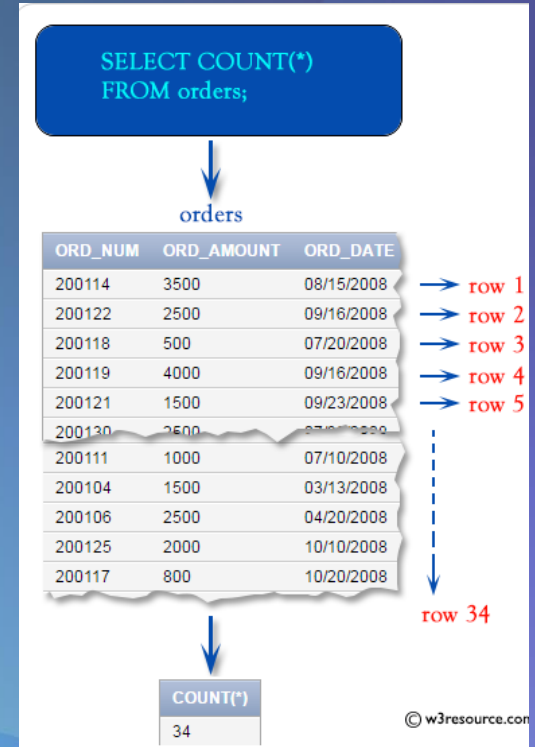 SELECT COUNT(*)
FROM orders;
orders
ORD_NUM ORD_AMOUNT ORD_DATE
200114 3500 08/15/2008 row 1
200122 2500 09/16/2008 row 2
200118 500 07/20/2008 row 3
200119 4000 09/16/2008 row 4
200121 1500 09/23/2008 row 5
200130 2500
200111 1000 07/10/2008
200104 1500 03/13/2008
200106 2500 04/20/2008
200125 2000 10/10/2008
200117 800 10/20/2008
row 34
COUNT(*)
34
© w3resource.com